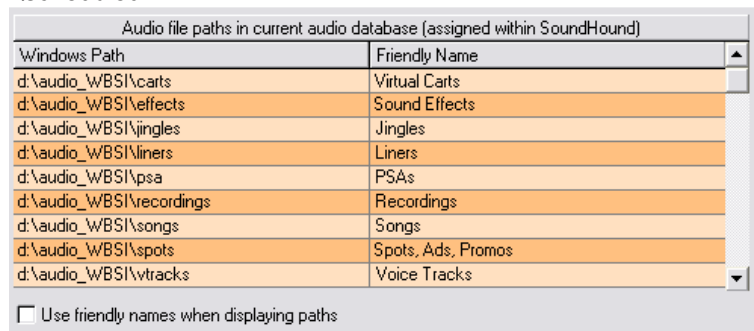 Audio file paths in current audio database (assigned within SoundHound)
Windows Path Friendly Name
d:\audio_WBSI\carts Virtual Carts
d:\audio_WBSI\effects Sound Effects
d:\audio_WBSI\jingles Jingles
d:\audio_WBSI\liners Liners
d:\audio_WBSI\psa PSAs
d:\audio_WBSI\recordings Recordings
d:\audio_WBSI\songs Songs
d:\audio_WBSI\spots Spots, Ads, Promos
d:\audio_WBSI\vtracks Voice Tracks
Use friendly names when displaying paths